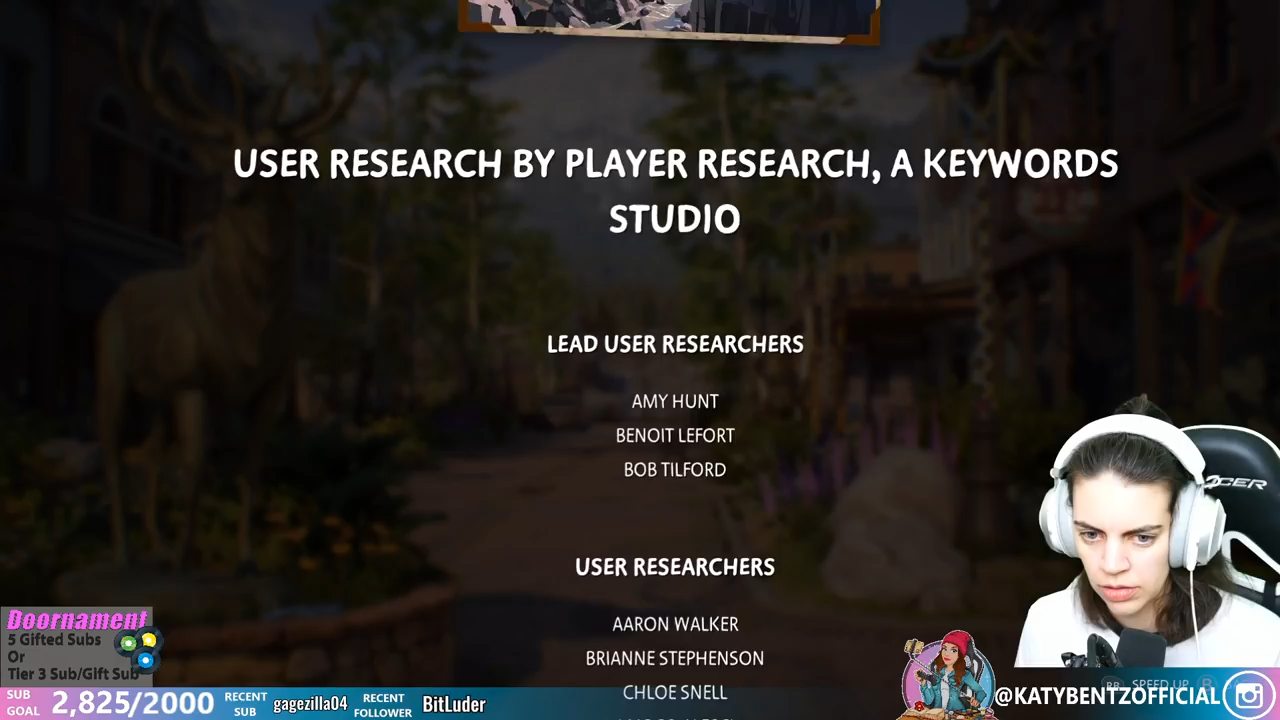 USER RESEARCH BY PLAYER RESEARCH, A KEYWORDS
STUDIO
LEAD USER RESEARCHERS
AMY HUNT
BENOIT LEFORT
BOB TILFORD
USER RESEARCHERS
AARON WALKER
BRIANNE STEPHENSON
CHLOE SNELL
Doornament
5 Gifted Subs
Or
Tier 3 Sub/Gift Sub
SUB GOAL 2,825/2000 RECENT SUB gagezilla04 RECENT FOLLOWER BitLuder
SPEED UP
@KATYBENTZOFFICIAL